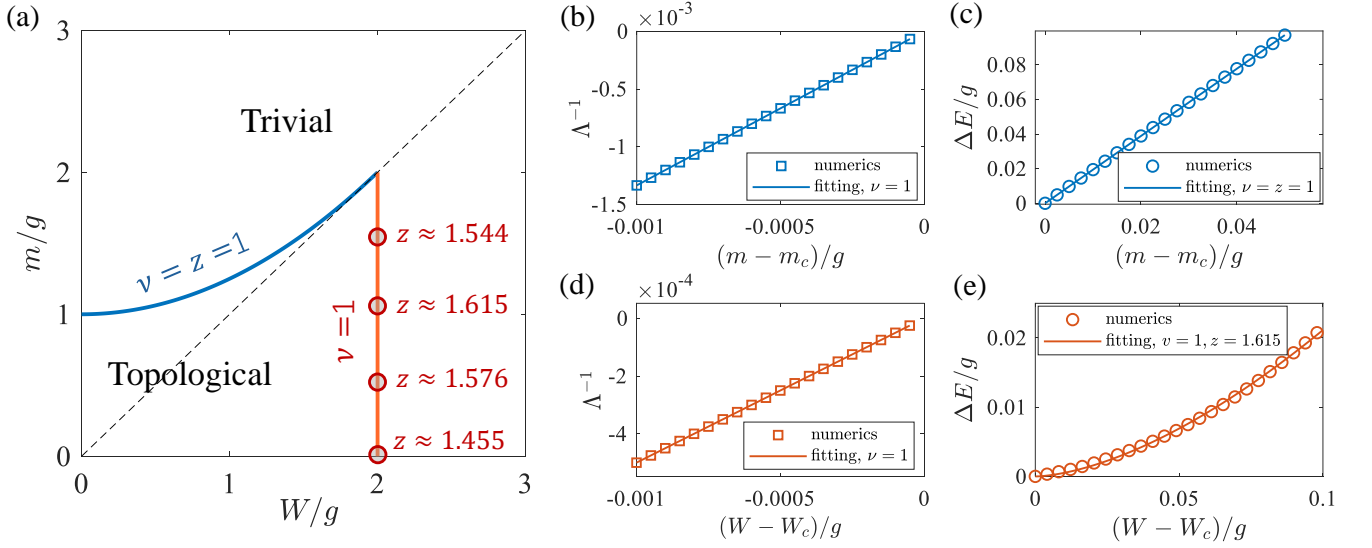 (a)
3
2
1
0
m/g
0
1
2
3
W/g
Trivial
Topological
ν = z =1
ν =1
z ≈ 1.544
z ≈ 1.615
z ≈ 1.576
z ≈ 1.455
(b)
×10⁻³
0
-0.5
-1
-1.5
Λ⁻¹
numerics
fitting, ν = 1
-0.001
-0.0005
0
(m − m_c)/g
(c)
0.08
0.06
0.04
0.02
0
ΔE/g
numerics
fitting, ν = z = 1
0
0.02
0.04
(m − m_c)/g
(d)
×10⁻⁴
0
-2
-4
Λ⁻¹
numerics
fitting, ν = 1
-0.001
-0.0005
0
(W − W_c)/g
(e)
numerics
fitting, v = 1, z = 1.615
0.02
0.01
0
ΔE/g
0
0.05
0.1
(W − W_c)/g